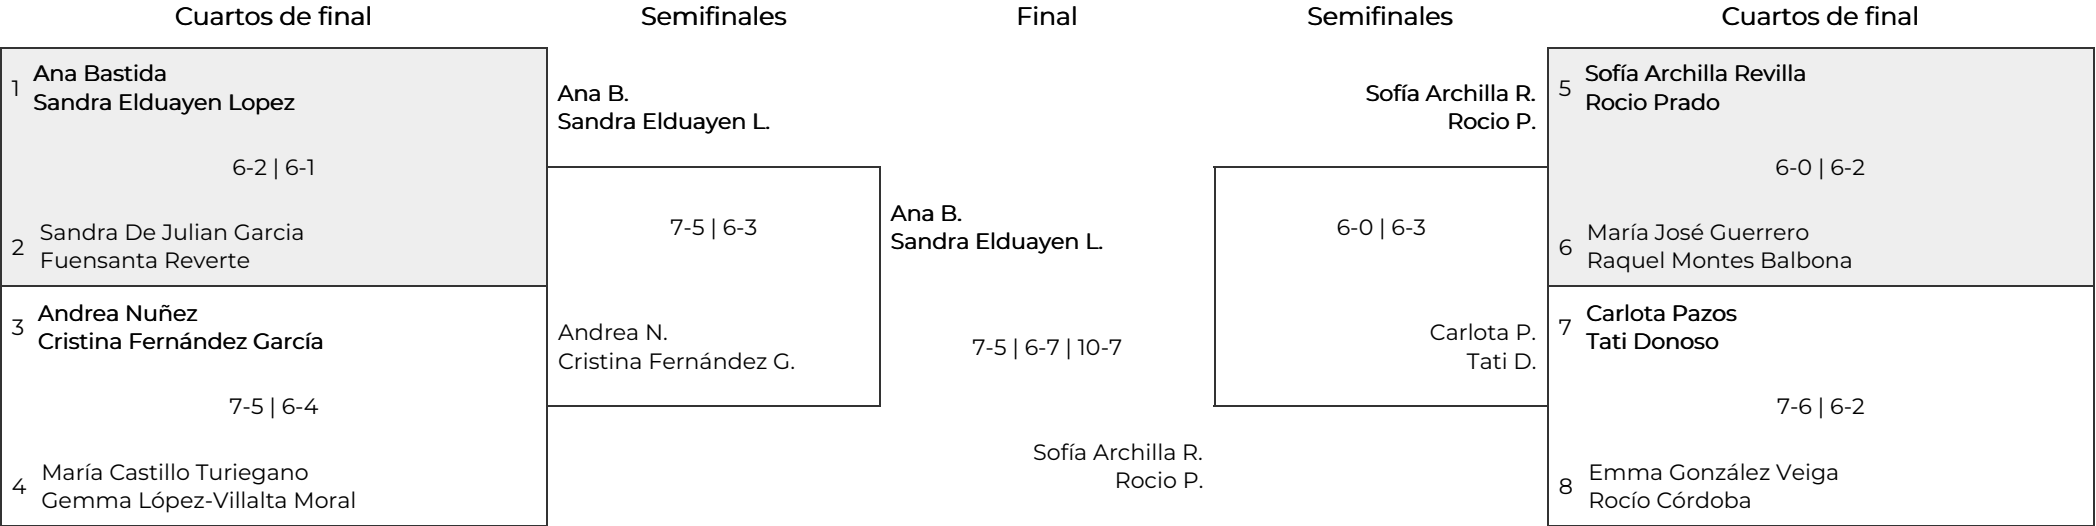 Cuartos de final
Semifinales
Final
Semifinales
Cuartos de final
1
Ana Bastida
Sandra Elduayen Lopez
6-2 | 6-1
2
Sandra De Julian Garcia
Fuensanta Reverte
3
Andrea Nuñez
Cristina Fernández García
7-5 | 6-4
4
María Castillo Turiegano
Gemma López-Villalta Moral
Ana B.
Sandra Elduayen L.
7-5 | 6-3
Andrea N.
Cristina Fernández G.
Ana B.
Sandra Elduayen L.
7-5 | 6-7 | 10-7
Sofía Archilla R.
Rocio P.
Sofía Archilla R.
Rocio P.
6-0 | 6-3
Carlota P.
Tati D.
5
Sofía Archilla Revilla
Rocio Prado
6-0 | 6-2
6
María José Guerrero
Raquel Montes Balbona
7
Carlota Pazos
Tati Donoso
7-6 | 6-2
8
Emma González Veiga
Rocío Córdoba